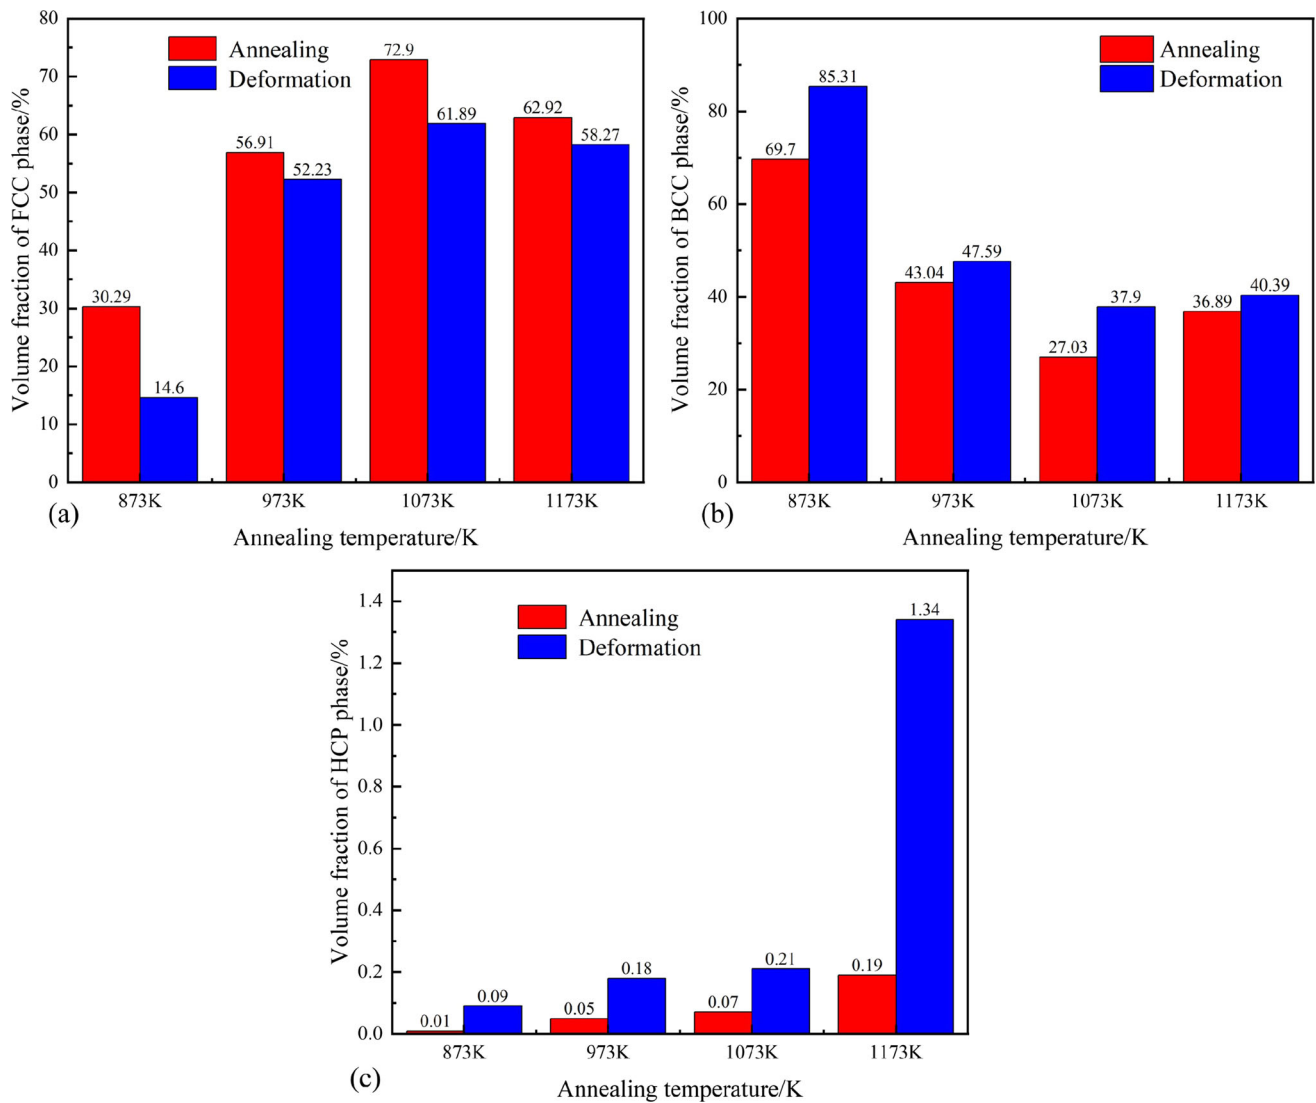 80
70
60
50
40
30
20
10
0
Volume fraction of FCC phase/%
Annealing
Deformation
30.29
14.6
56.91
52.23
72.9
61.89
62.92
58.27
873K
973K
1073K
1173K
(a)
Annealing temperature/K
100
80
60
40
20
0
Volume fraction of BCC phase/%
Annealing
Deformation
69.7
85.31
43.04
47.59
27.03
37.9
36.89
40.39
873K
973K
1073K
1173K
(b)
Annealing temperature/K
1.4
1.2
1.0
0.8
0.6
0.4
0.2
0.0
Volume fraction of HCP phase/%
Annealing
Deformation
0.01
0.09
0.05
0.18
0.07
0.21
0.19
1.34
873K
973K
1073K
1173K
(c)
Annealing temperature/K